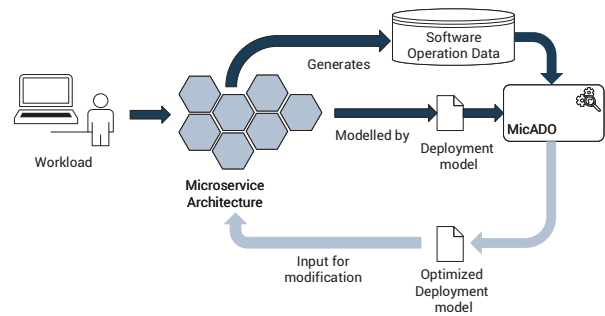 Software
Operation Data
Generates
MicADO
Modelled by
Deployment
model
Workload
Microservice
Architecture
Input for
modification
Optimized
Deployment
model